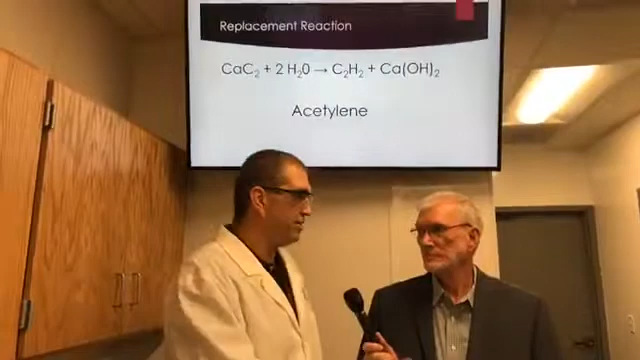 Replacement Reaction
CaC₂ + 2 H₂0 → C₂H₂ + Ca(OH)₂
Acetylene